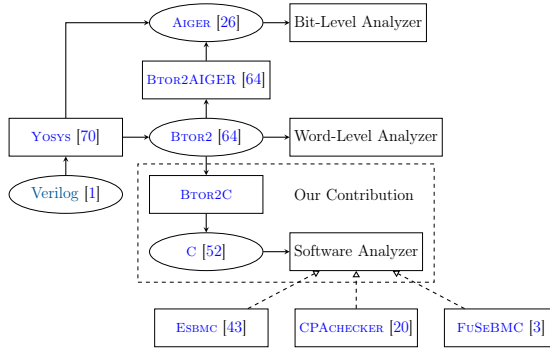 AIGER [26]
Bit-Level Analyzer
BTOR2AIGER [64]
YOSYS [70]
BTOR2 [64]
Word-Level Analyzer
Verilog [1]
BTOR2C
Our Contribution
C [52]
Software Analyzer
ESBMC [43]
CPACHECKER [20]
FUSEBMC [3]